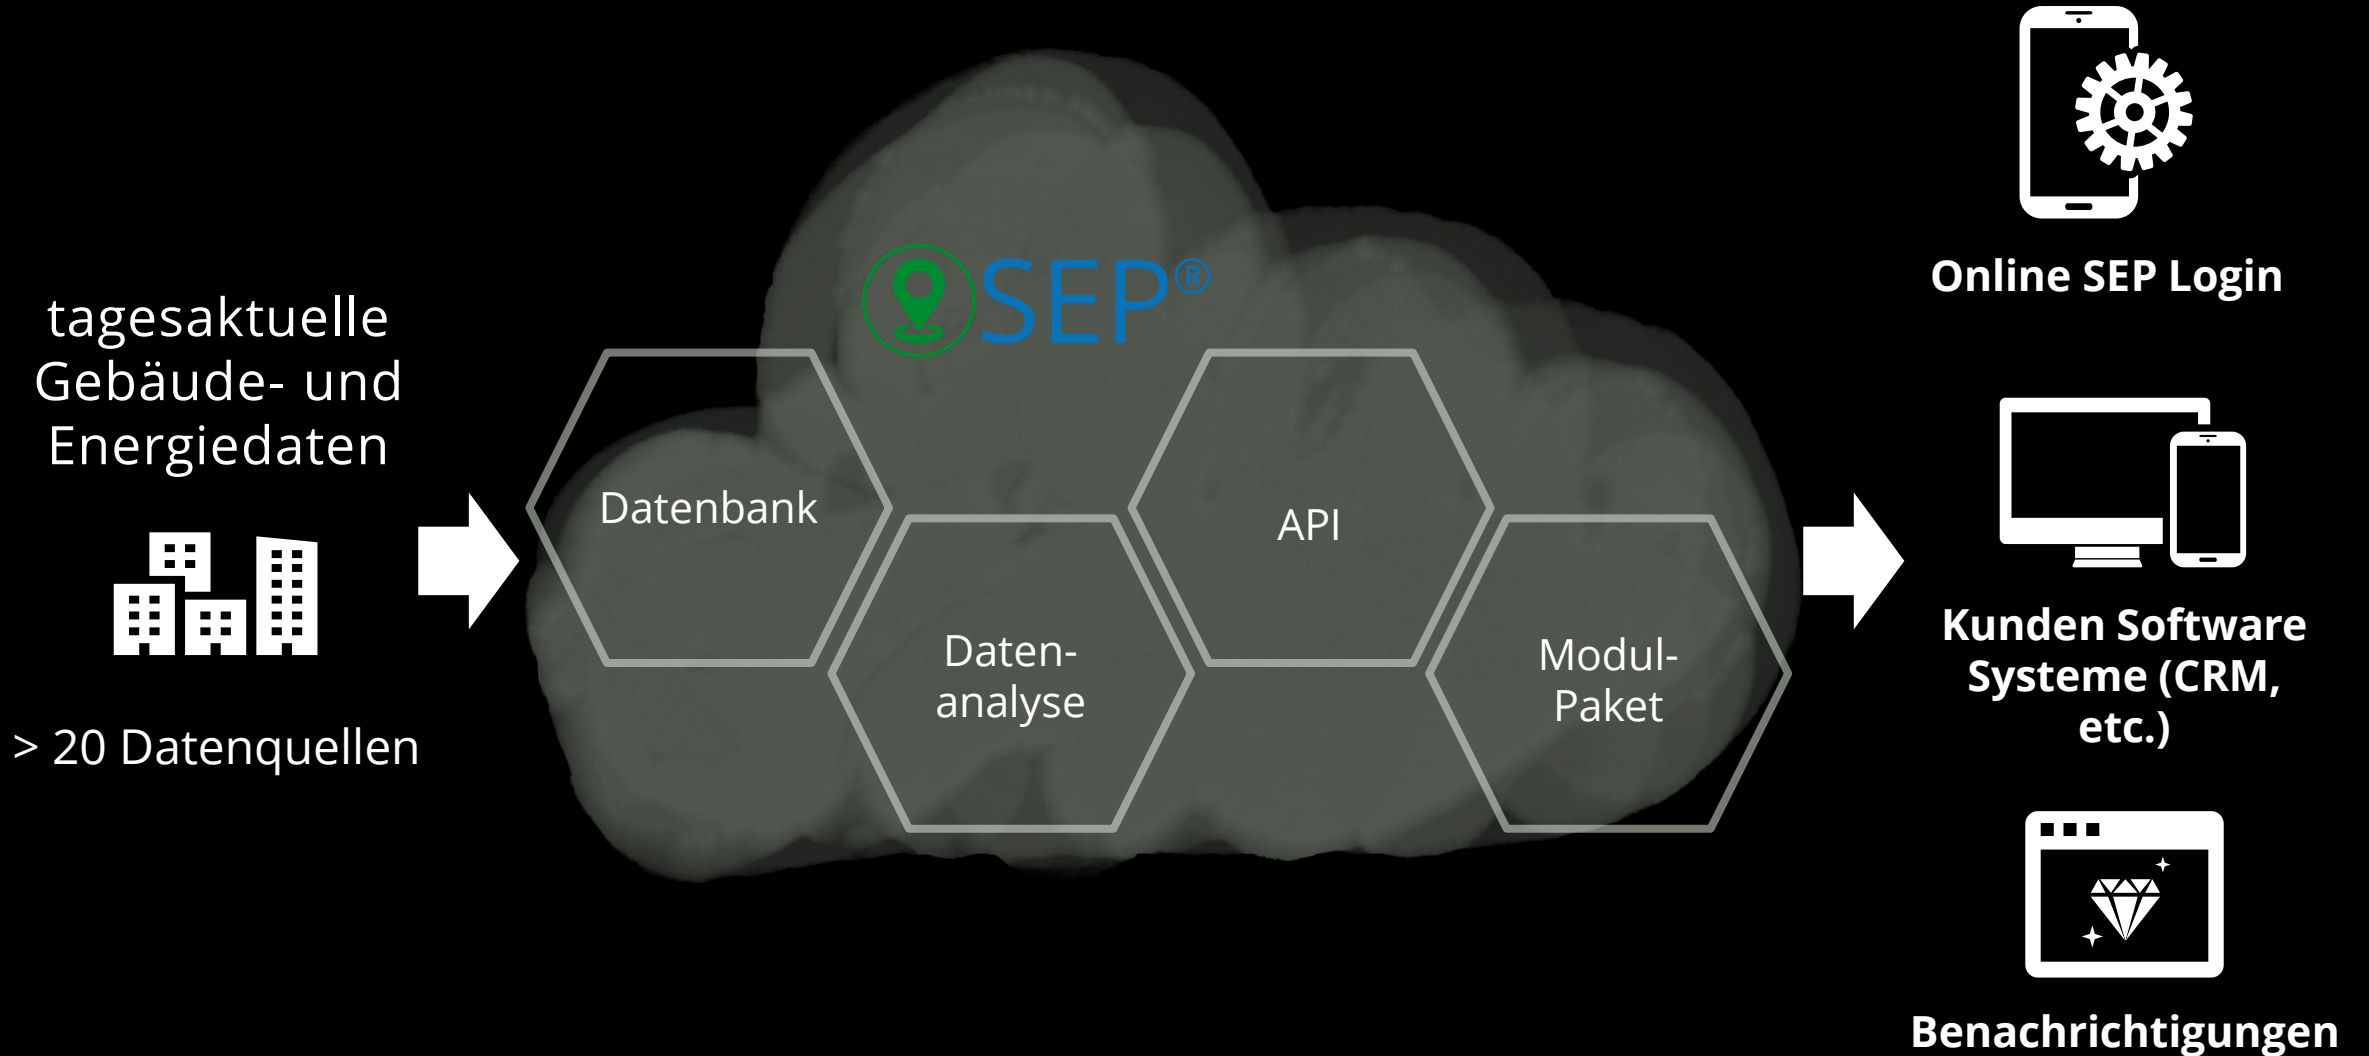 tagesaktuelle
Gebäude- und
Energiedaten
> 20 Datenquellen
SEP®
Datenbank
Daten-
analyse
API
Modul-
Paket
Online SEP Login
Kunden Software
Systeme (CRM,
etc.)
Benachrichtigungen